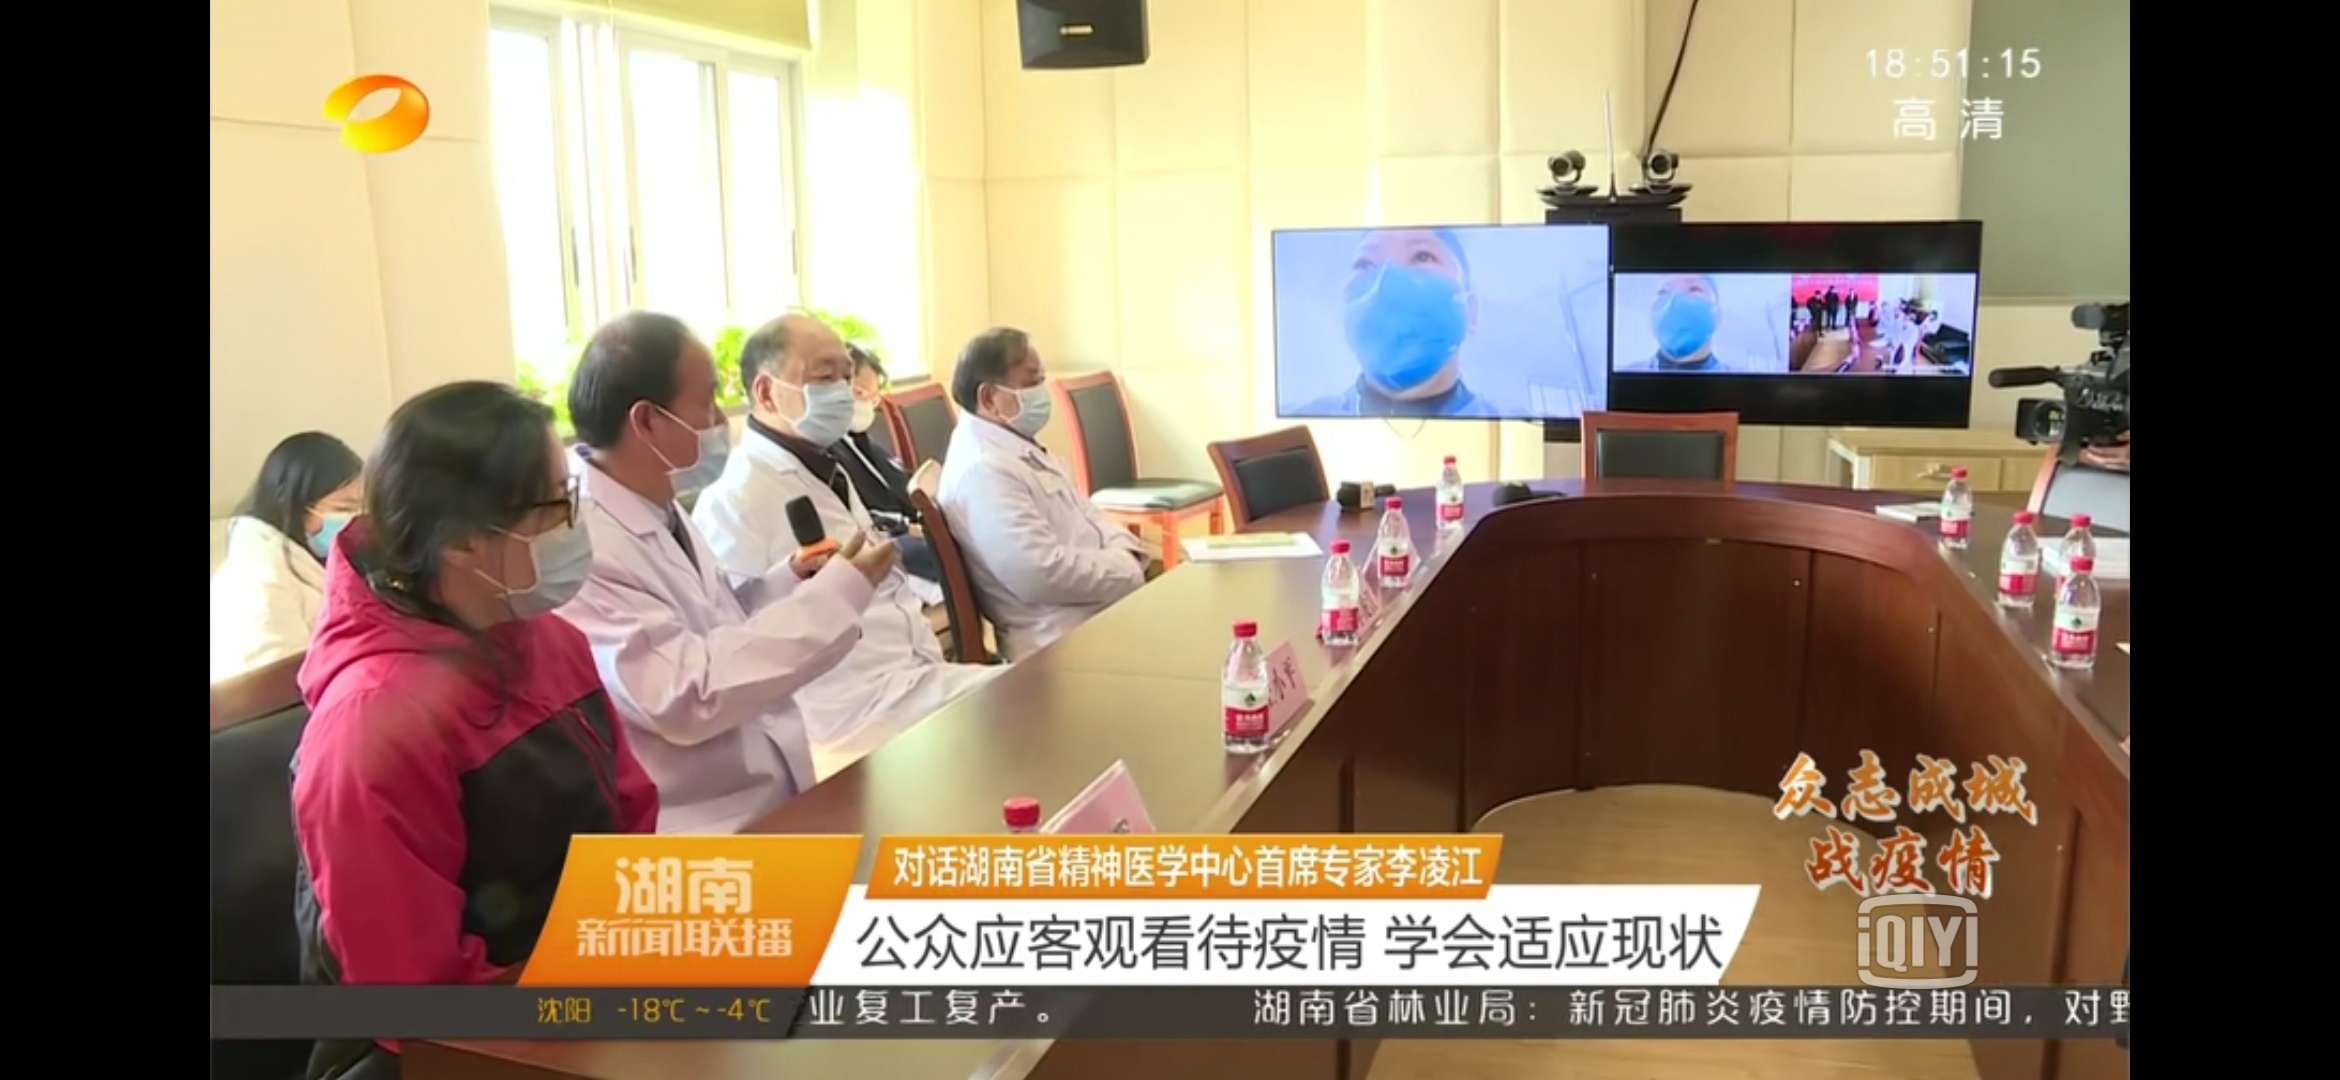 18:51:15
高清
众志成城
战疫情
iQIYI
对话湖南省精神医学中心首席专家李凌江
湖南
新闻联播
公众应客观看待疫情 学会适应现状
沈阳 -18℃~-4℃
业复工复产。 湖南省林业局：新冠肺炎疫情防控期间，对野